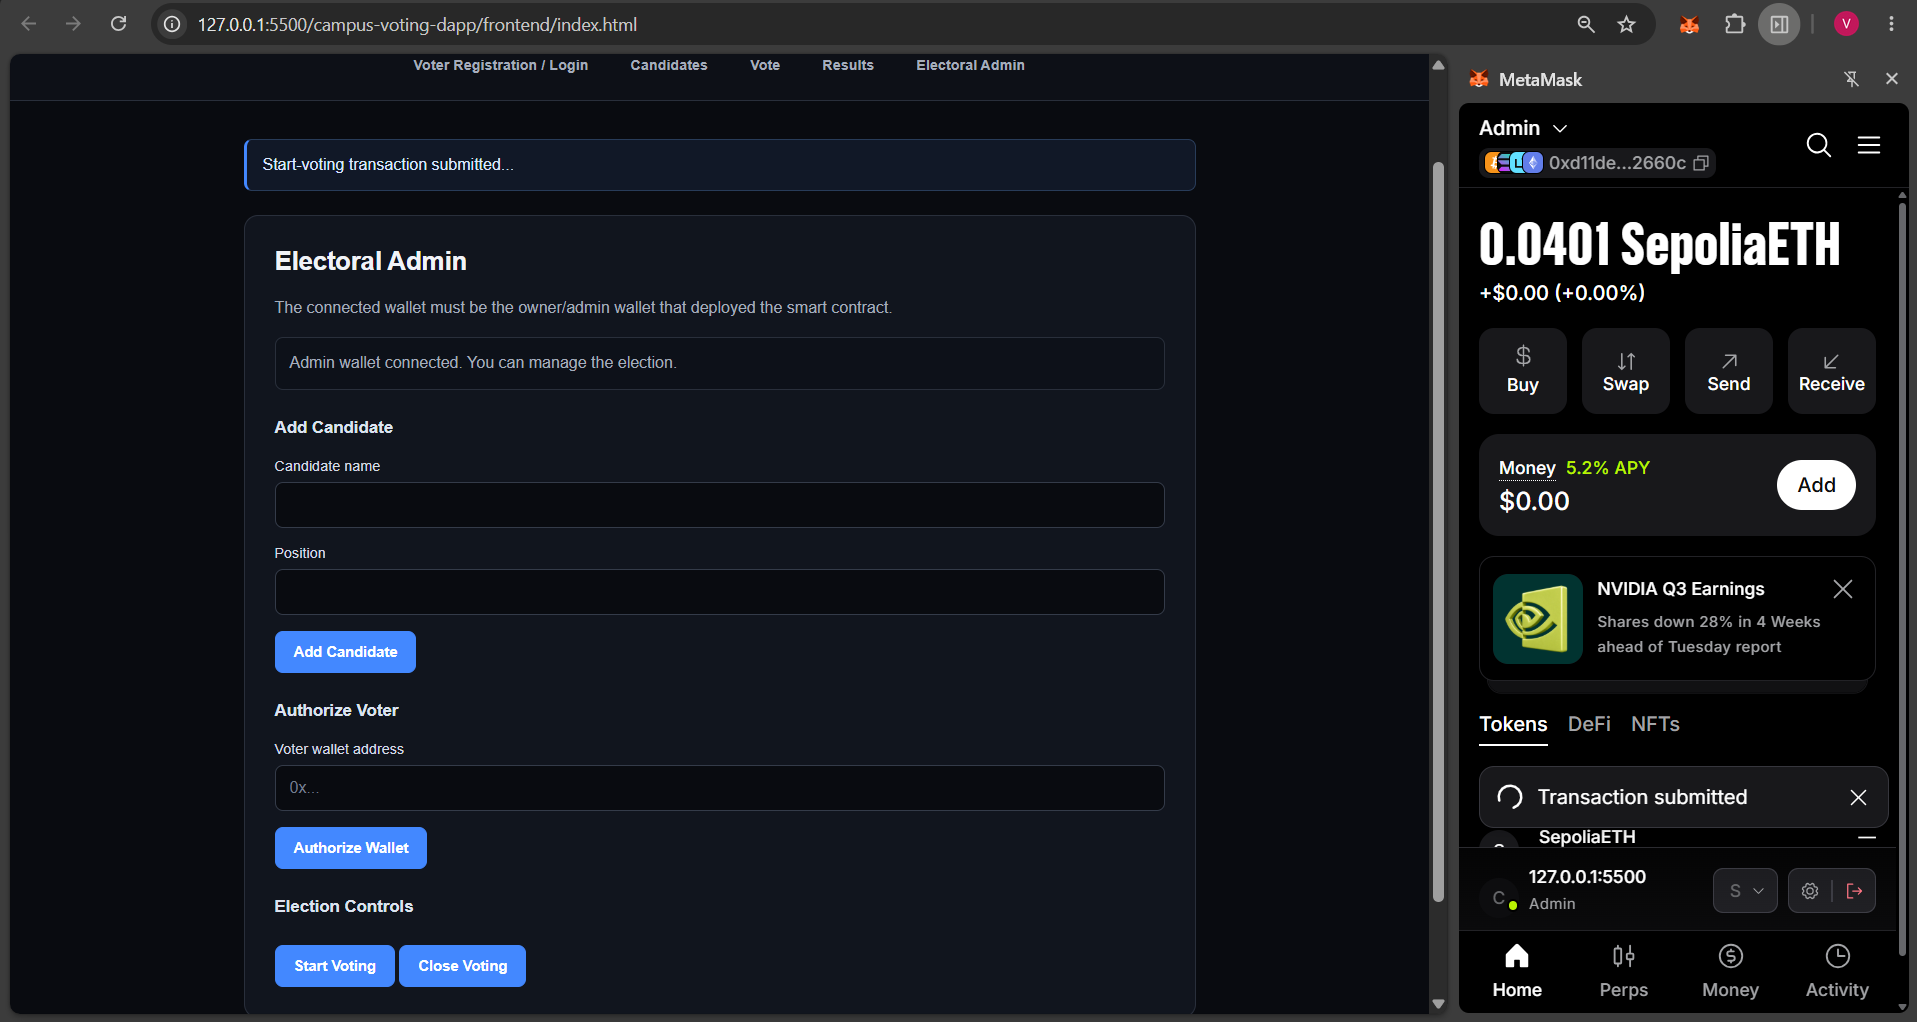 127.0.0.1:5500/campus-voting-dapp/frontend/index.html
V
Voter Registration / Login
Candidates
Vote
Results
Electoral Admin
Start-voting transaction submitted...
Electoral Admin
The connected wallet must be the owner/admin wallet that deployed the smart contract.
Admin wallet connected. You can manage the election.
Add Candidate
Candidate name
Position
Add Candidate
Authorize Voter
Voter wallet address
0x...
Authorize Wallet
Election Controls
Start Voting
Close Voting
MetaMask
Admin
0xd11de...2660c
0.0401 SepoliaETH
+$0.00 (+0.00%)
Buy
Swap
Send
Receive
Money 5.2% APY
$0.00
Add
NVIDIA Q3 Earnings
Shares down 28% in 4 Weeks
ahead of Tuesday report
Tokens
DeFi
NFTs
Transaction submitted
SepoliaETH
127.0.0.1:5500
C
Admin
S
Home
Perps
Money
Activity